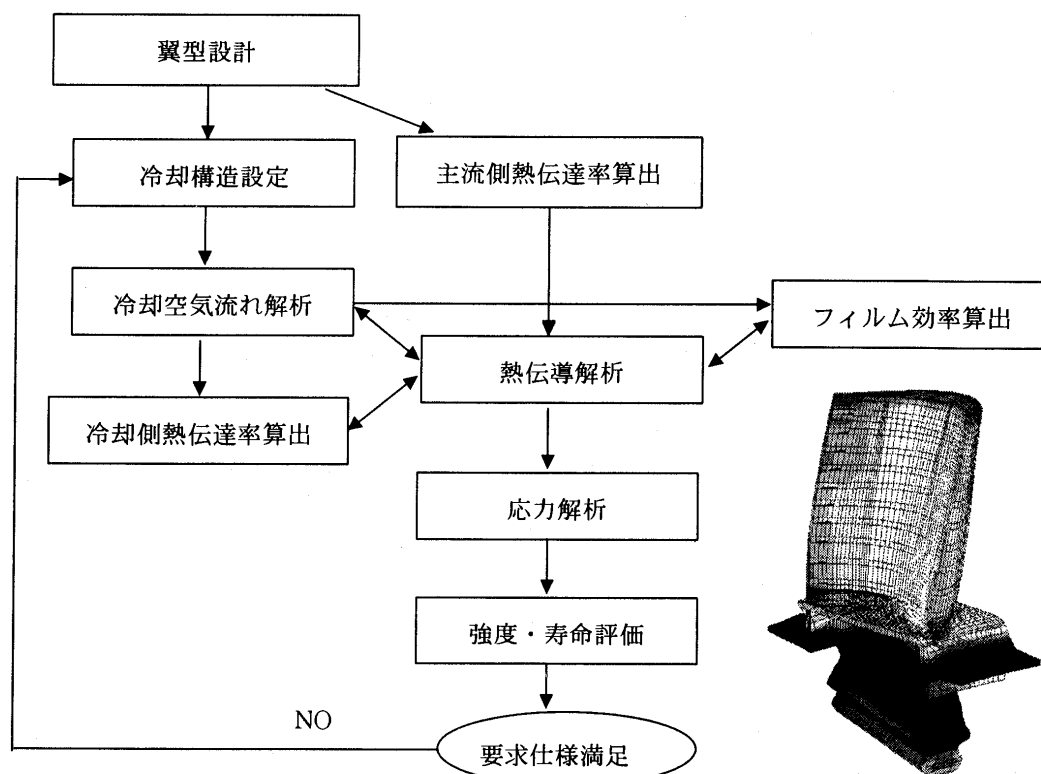 翼型設計
冷却構造設定
主流側熱伝達率算出
冷却空気流れ解析
フィルム効率算出
熱伝導解析
冷却側熱伝達率算出
応力解析
強度・寿命評価
NO
要求仕様満足